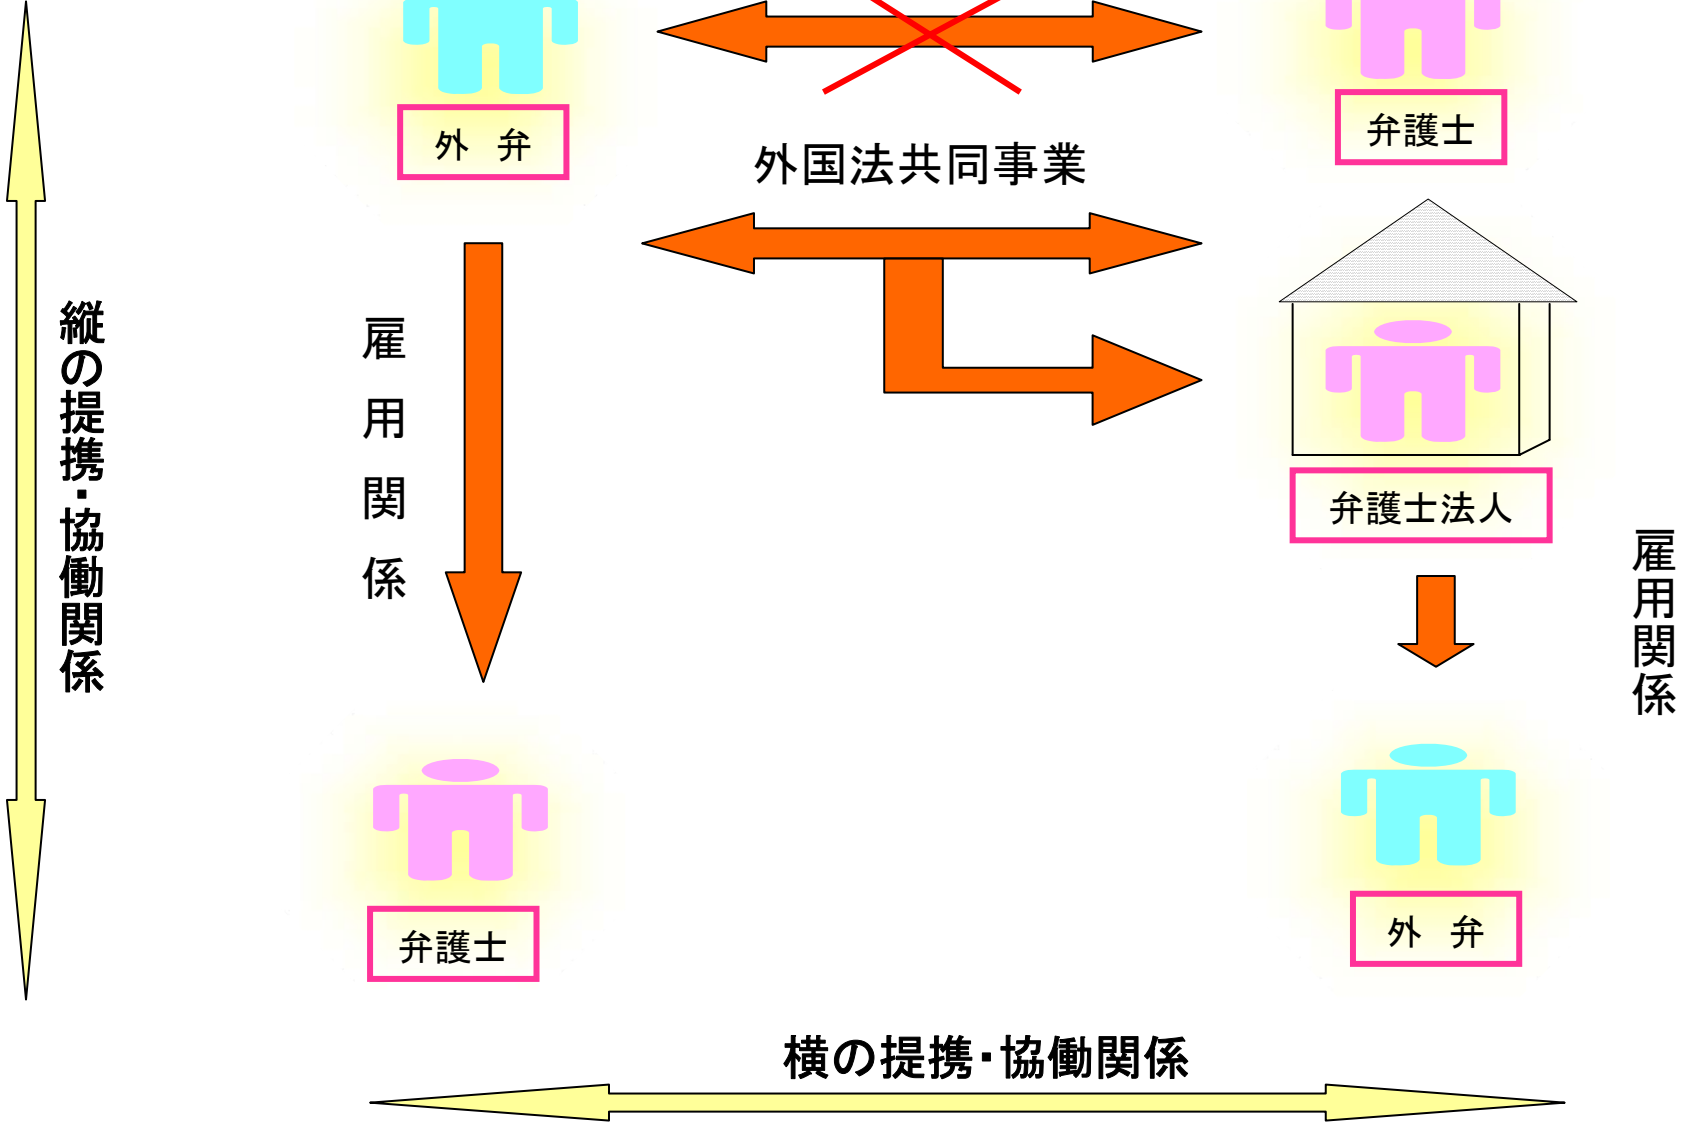 外　弁
弁護士
外国法共同事業
縦の提携・協働関係
雇用関係
弁護士法人
雇用関係
弁護士
外　弁
横の提携・協働関係